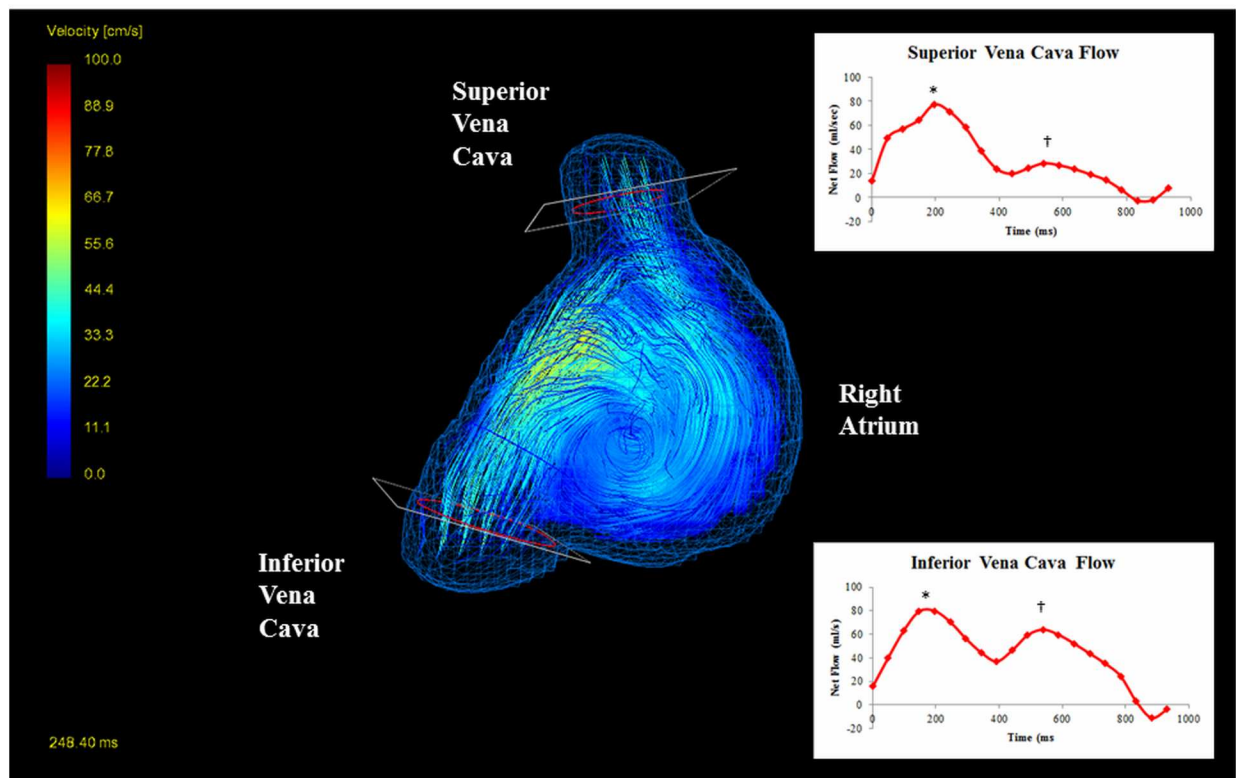 Velocity [cm/s]
100.0
88.9
77.8
66.7
55.6
44.4
33.3
22.2
11.1
0.0
248.40 ms
Superior
Vena
Cava
Inferior
Vena
Cava
Right
Atrium
Superior Vena Cava Flow
Net Flow (ml/sec)
100
80
60
40
20
0
-20
*
†
0 200 400 600 800 1000
Time (ms)
Inferior Vena Cava Flow
Net Flow (ml/s)
100
80
60
40
20
0
-20
*
†
0 200 400 600 800 1000
Time (ms